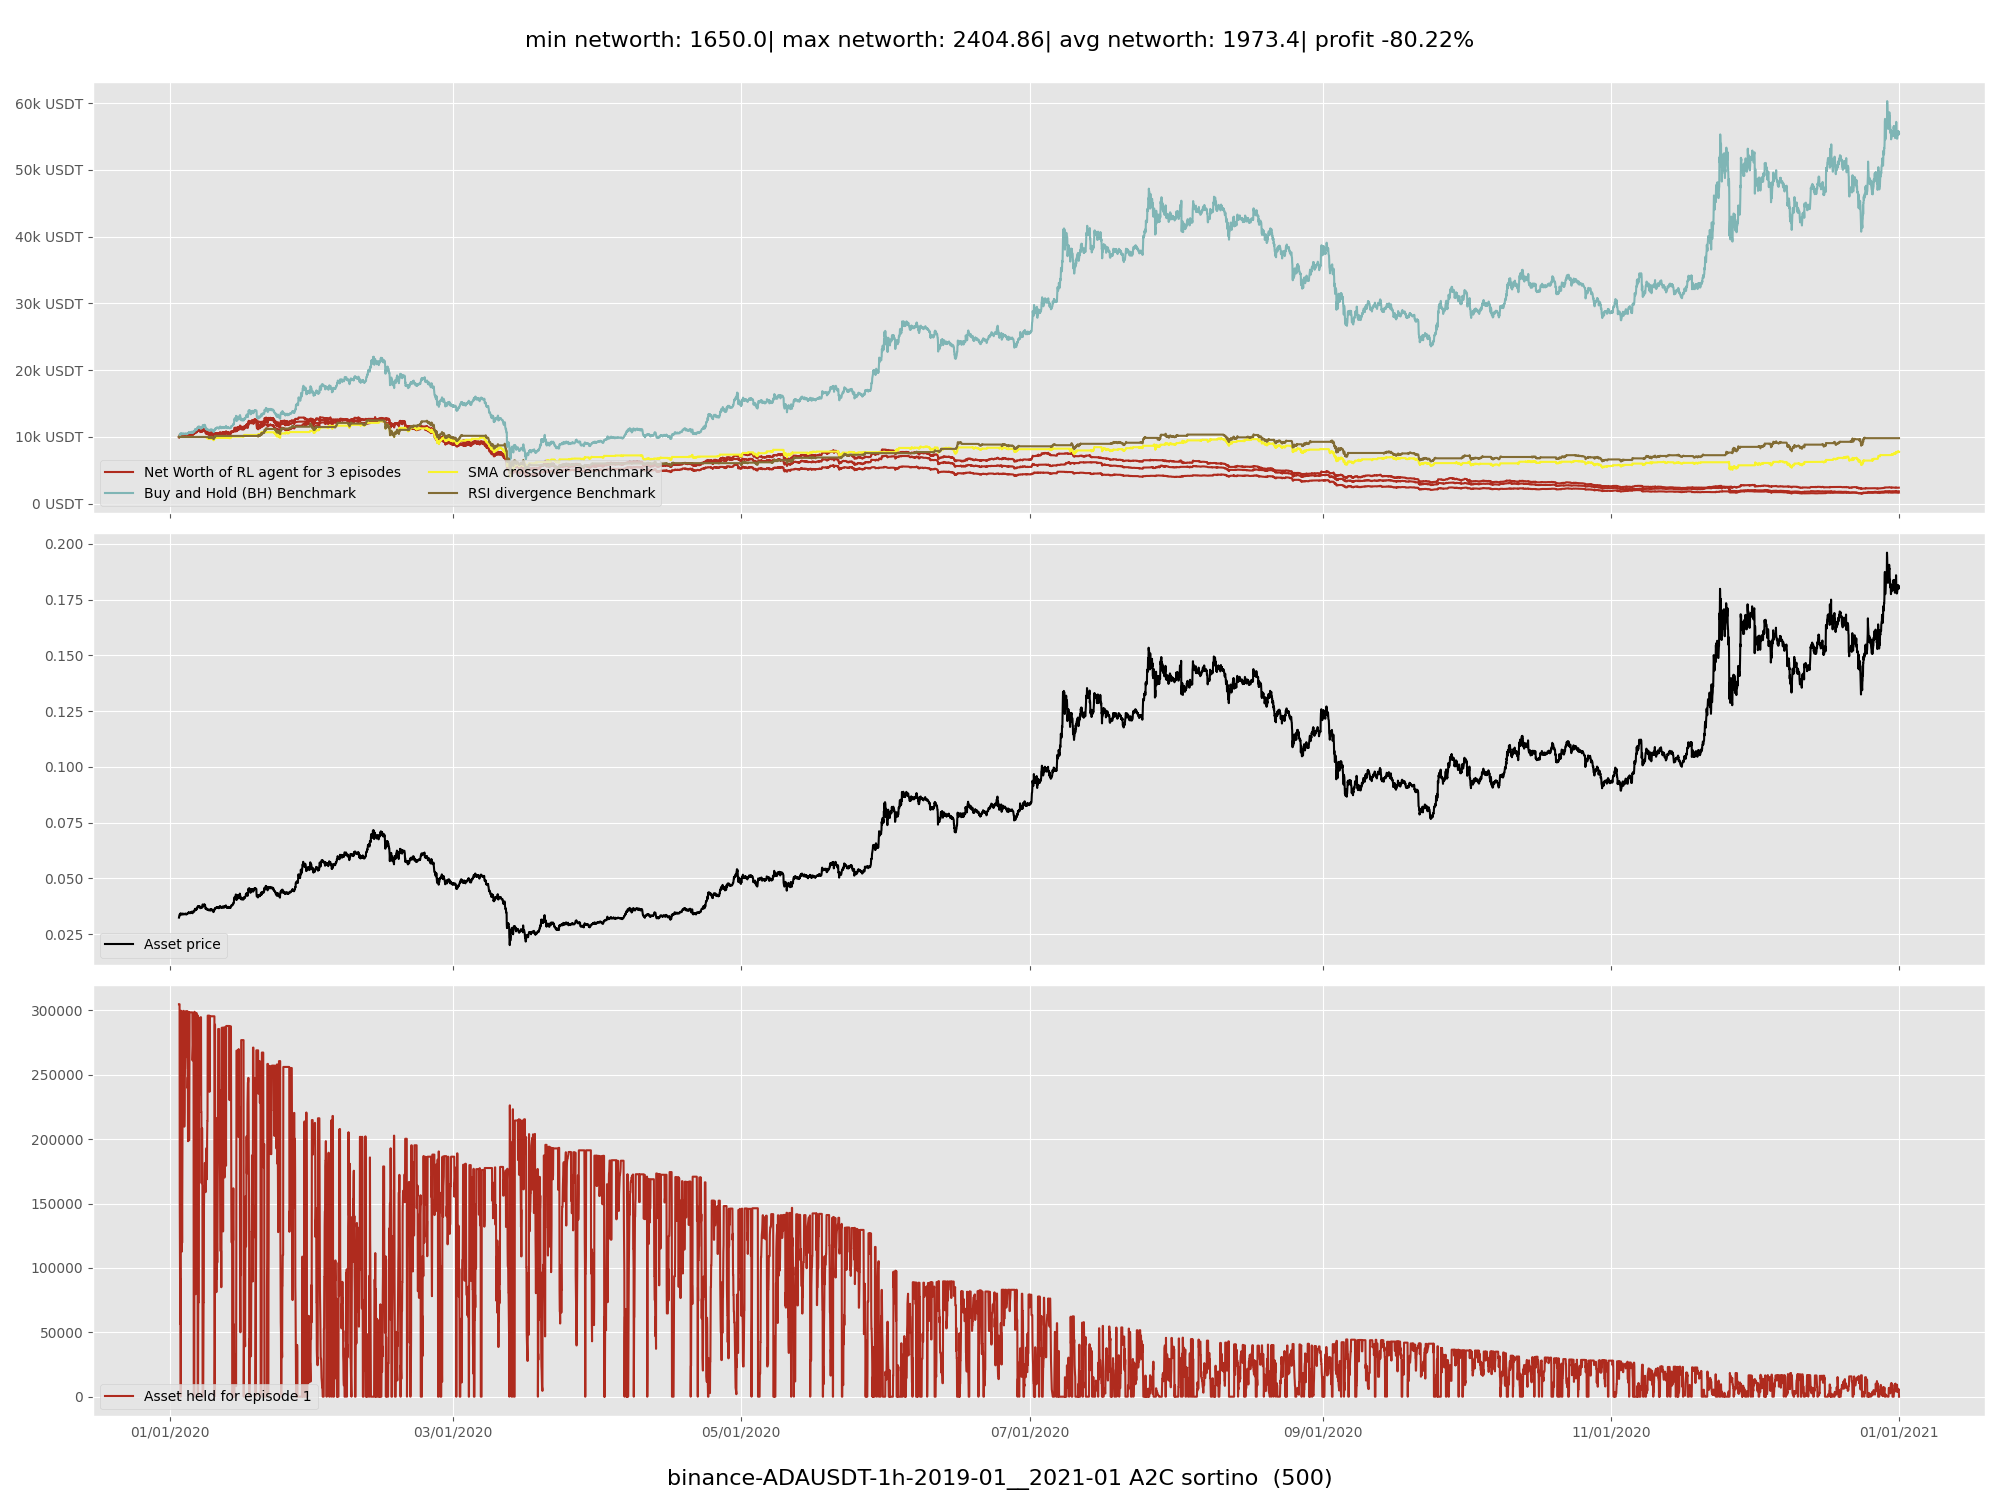 min networth: 1650.0| max networth: 2404.86| avg networth: 1973.4| profit -80.22%
60k USDT
50k USDT
40k USDT
30k USDT
20k USDT
10k USDT
0 USDT
Net Worth of RL agent for 3 episodes
Buy and Hold (BH) Benchmark
SMA crossover Benchmark
RSI divergence Benchmark
0.200
0.175
0.150
0.125
0.100
0.075
0.050
0.025
Asset price
300000
250000
200000
150000
100000
50000
0
Asset held for episode 1
01/01/2020
03/01/2020
05/01/2020
07/01/2020
09/01/2020
11/01/2020
01/01/2021
binance-ADAUSDT-1h-2019-01__2021-01 A2C sortino (500)